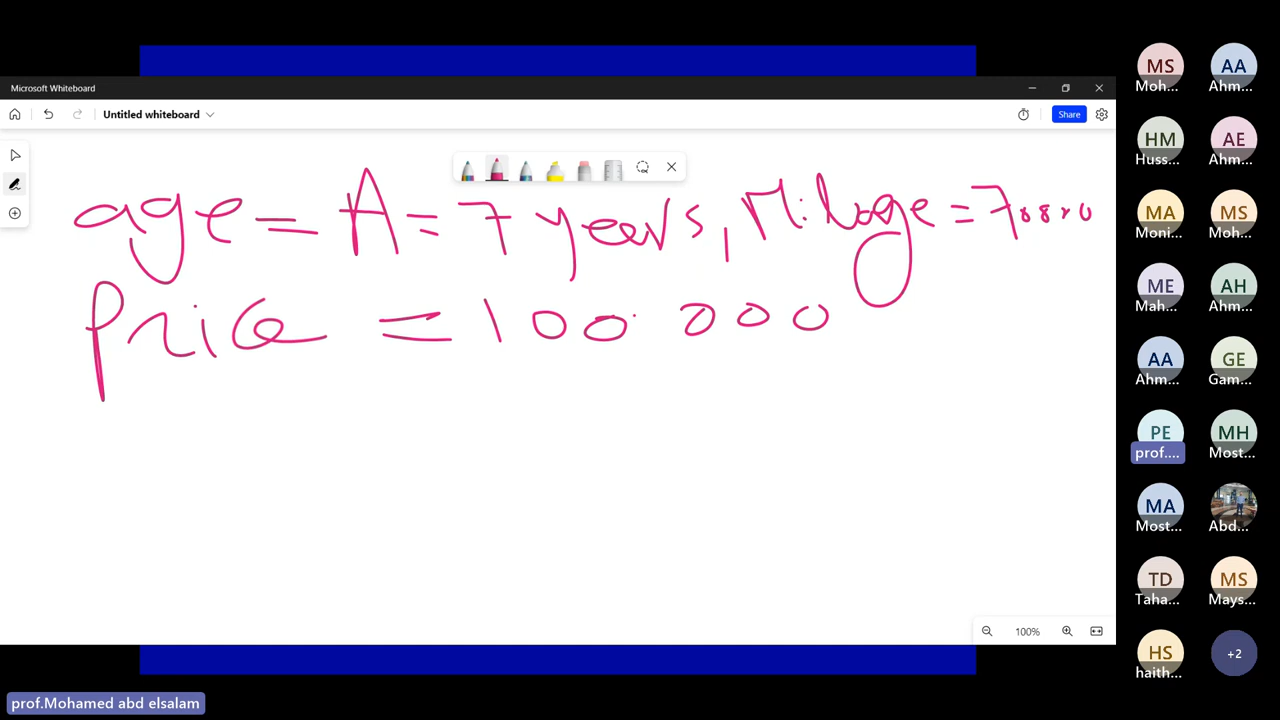 Microsoft Whiteboard
Untitled whiteboard
Share
age = A = 7 years, Milage = 70000
Price = 100 000
100%
MS
Moh...
AA
Ahm...
HM
Huss...
AE
Ahm...
MA
Moni...
MS
Moh...
ME
Mah...
AH
Ahm...
AA
Ahm...
GE
Gam...
PE
prof....
MH
Most...
MA
Most...
Abd...
TD
Taha...
MS
Mays...
HS
haith...
+2
prof.Mohamed abd elsalam